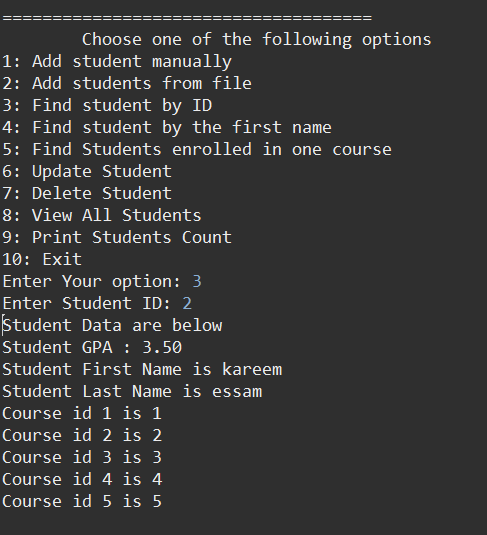 =====================================
Choose one of the following options
1: Add student manually
2: Add students from file
3: Find student by ID
4: Find student by the first name
5: Find Students enrolled in one course
6: Update Student
7: Delete Student
8: View All Students
9: Print Students Count
10: Exit
Enter Your option: 3
Enter Student ID: 2
Student Data are below
Student GPA : 3.50
Student First Name is kareem
Student Last Name is essam
Course id 1 is 1
Course id 2 is 2
Course id 3 is 3
Course id 4 is 4
Course id 5 is 5